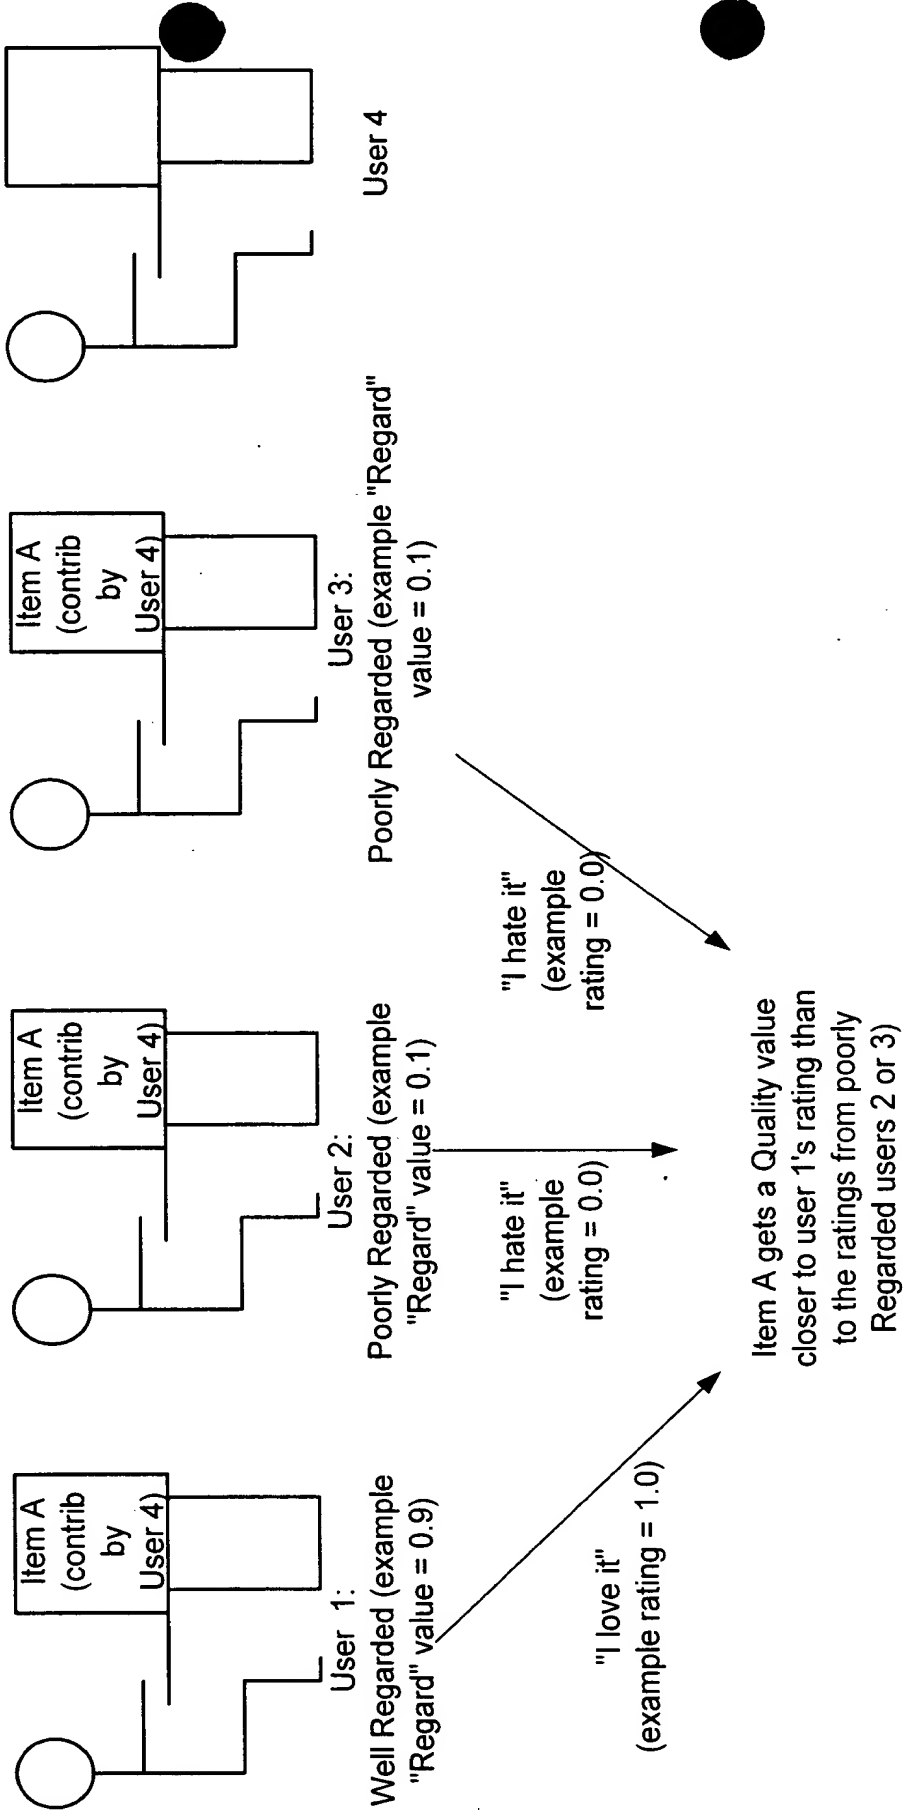 Item A
(contrib
by
User 4)
User 1:
Well Regarded (example
"Regard" value = 0.9)
"I love it"
(example rating = 1.0)
Item A
(contrib
by
User 4)
User 2:
Poorly Regarded (example
"Regard" value = 0.1)
"I hate it"
(example
rating = 0.0)
Item A
(contrib
by
User 4)
User 3:
Poorly Regarded (example "Regard"
value = 0.1)
"I hate it"
(example
rating = 0.0)
User 4
Item A gets a Quality value
closer to user 1's rating than
to the ratings from poorly
Regarded users 2 or 3)